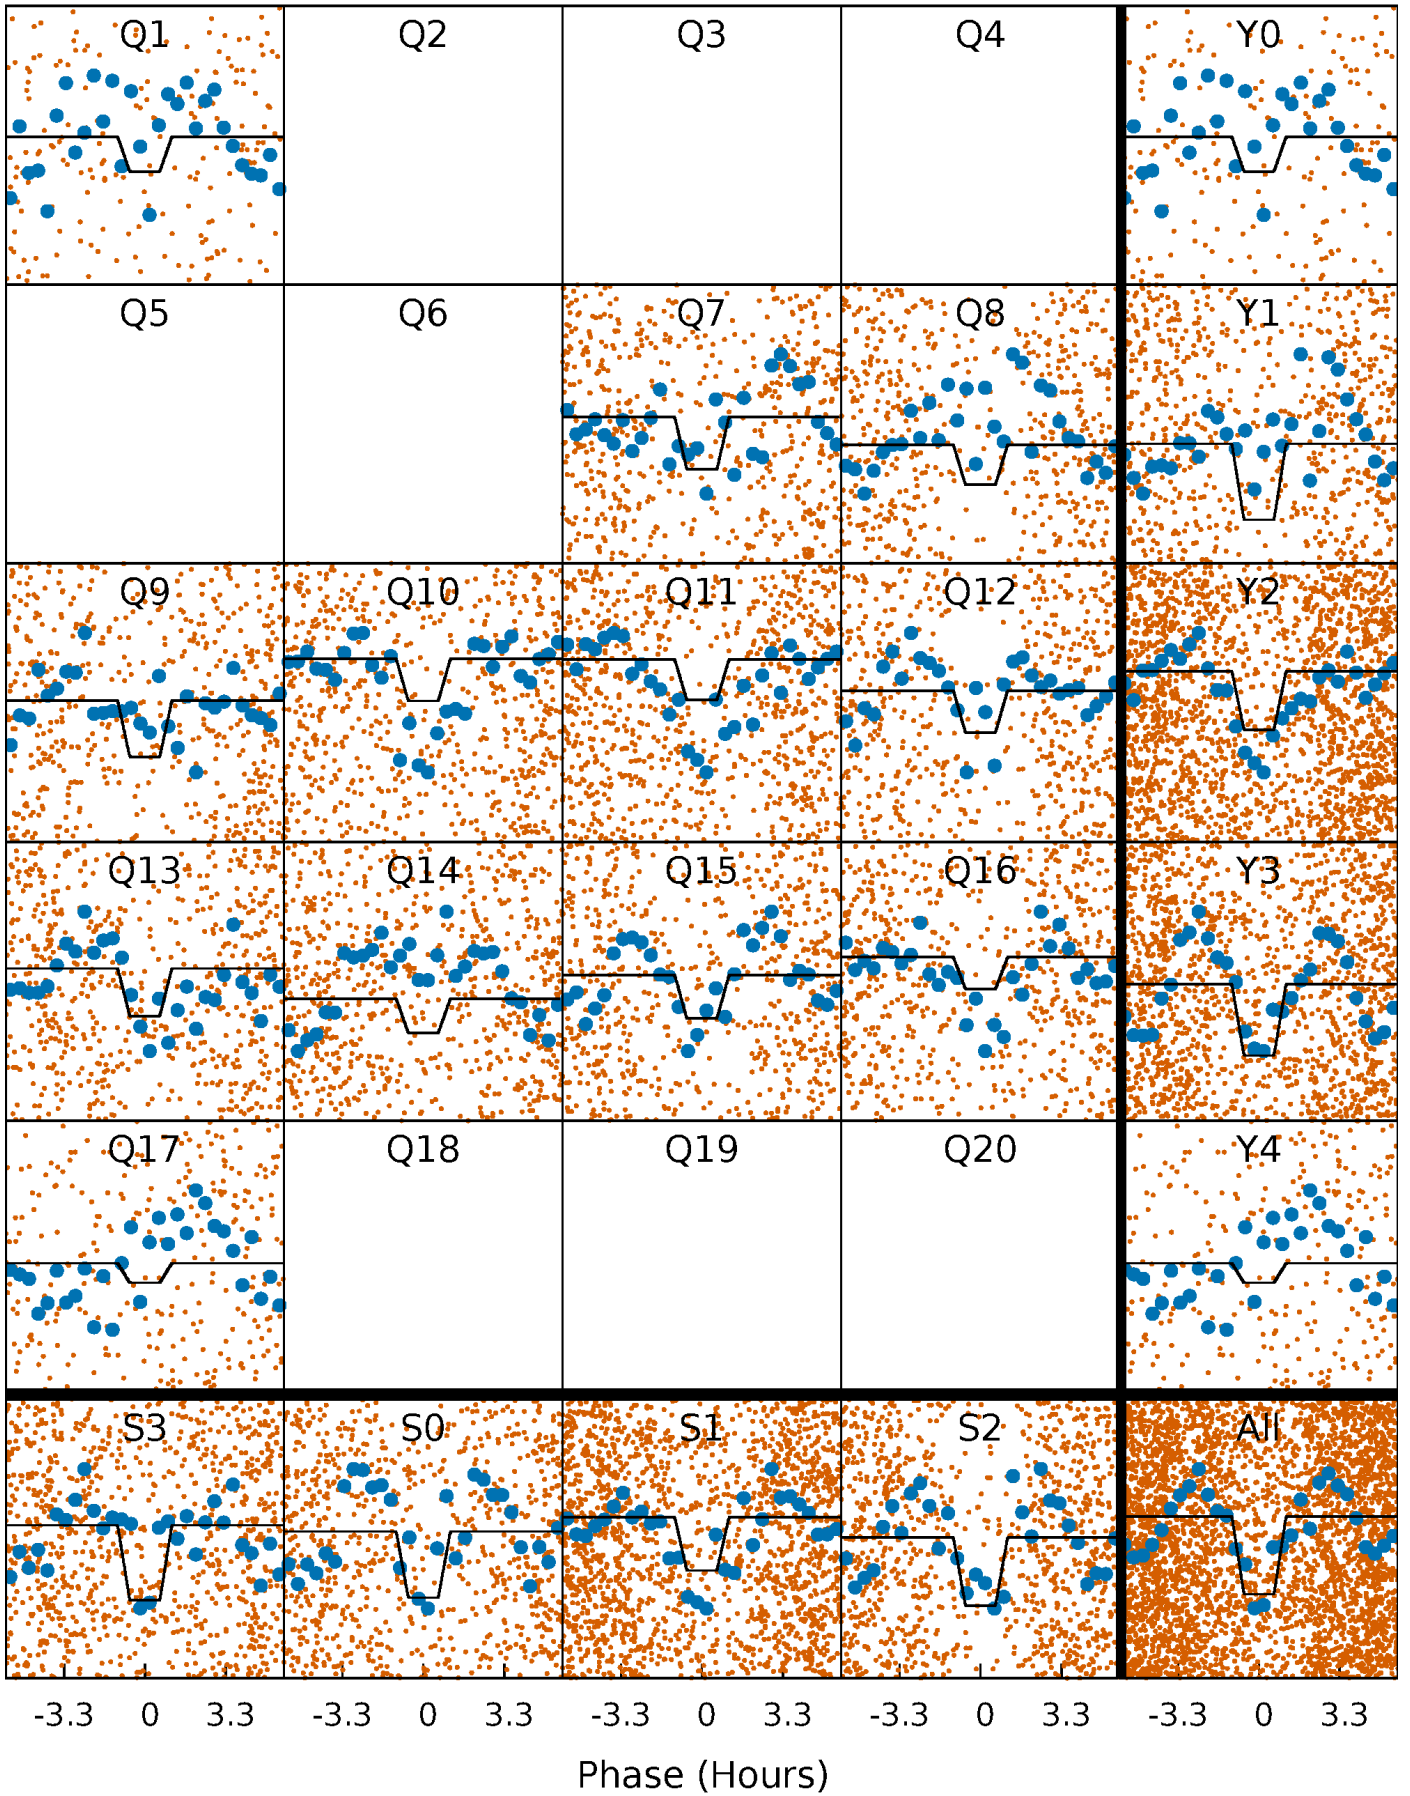 Q1 Q2 Q3 Q4 Y0
Q5 Q6 Q7 Q8 Y1
Q9 Q10 Q11 Q12 Y2
Q13 Q14 Q15 Q16 Y3
Q17 Q18 Q19 Q20 Y4
S3 S0 S1 S2 All
-3.3 0 3.3 -3.3 0 3.3 -3.3 0 3.3 -3.3 0 3.3 -3.3 0 3.3
Phase (Hours)